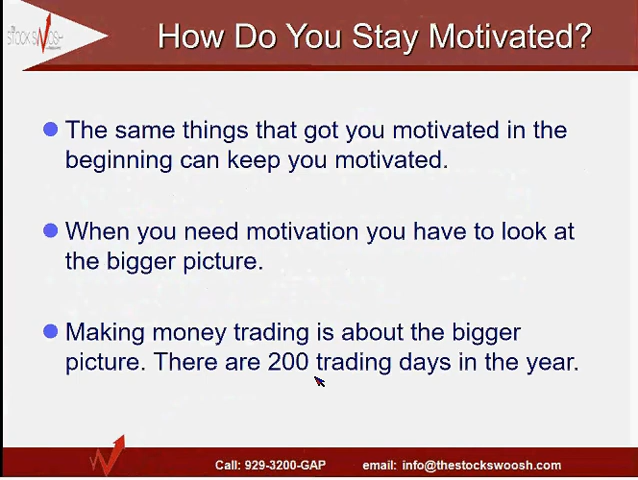 How Do You Stay Motivated?
The same things that got you motivated in the
beginning can keep you motivated.
When you need motivation you have to look at
the bigger picture.
Making money trading is about the bigger
picture. There are 200 trading days in the year.
Call: 929-3200-GAP email: info@thestockswoosh.com